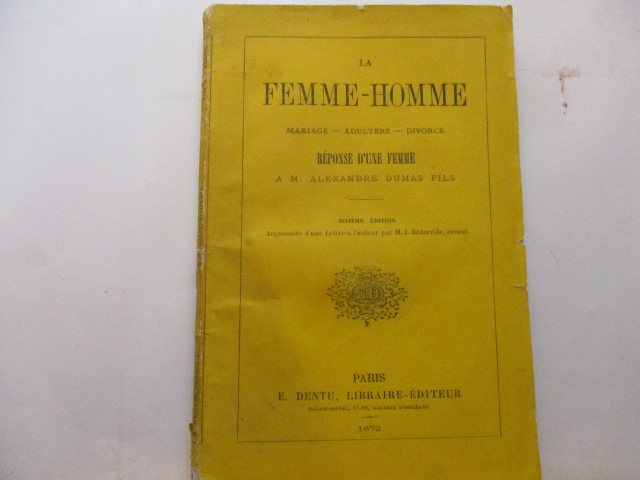 LA
FEMME-HOMME
MARIAGE — ADULTÈRE — DIVORCE
RÉPONSE D'UNE FEMME
A M. ALEXANDRE DUMAS FILS
SIXIÈME ÉDITION
Augmentée d'une Lettre à l'auteur par M. J. Bédarride, avocat.
PARIS
E. DENTU, LIBRAIRE-ÉDITEUR
PALAIS-ROYAL, 17-19, GALERIE D'ORLÉANS
1872